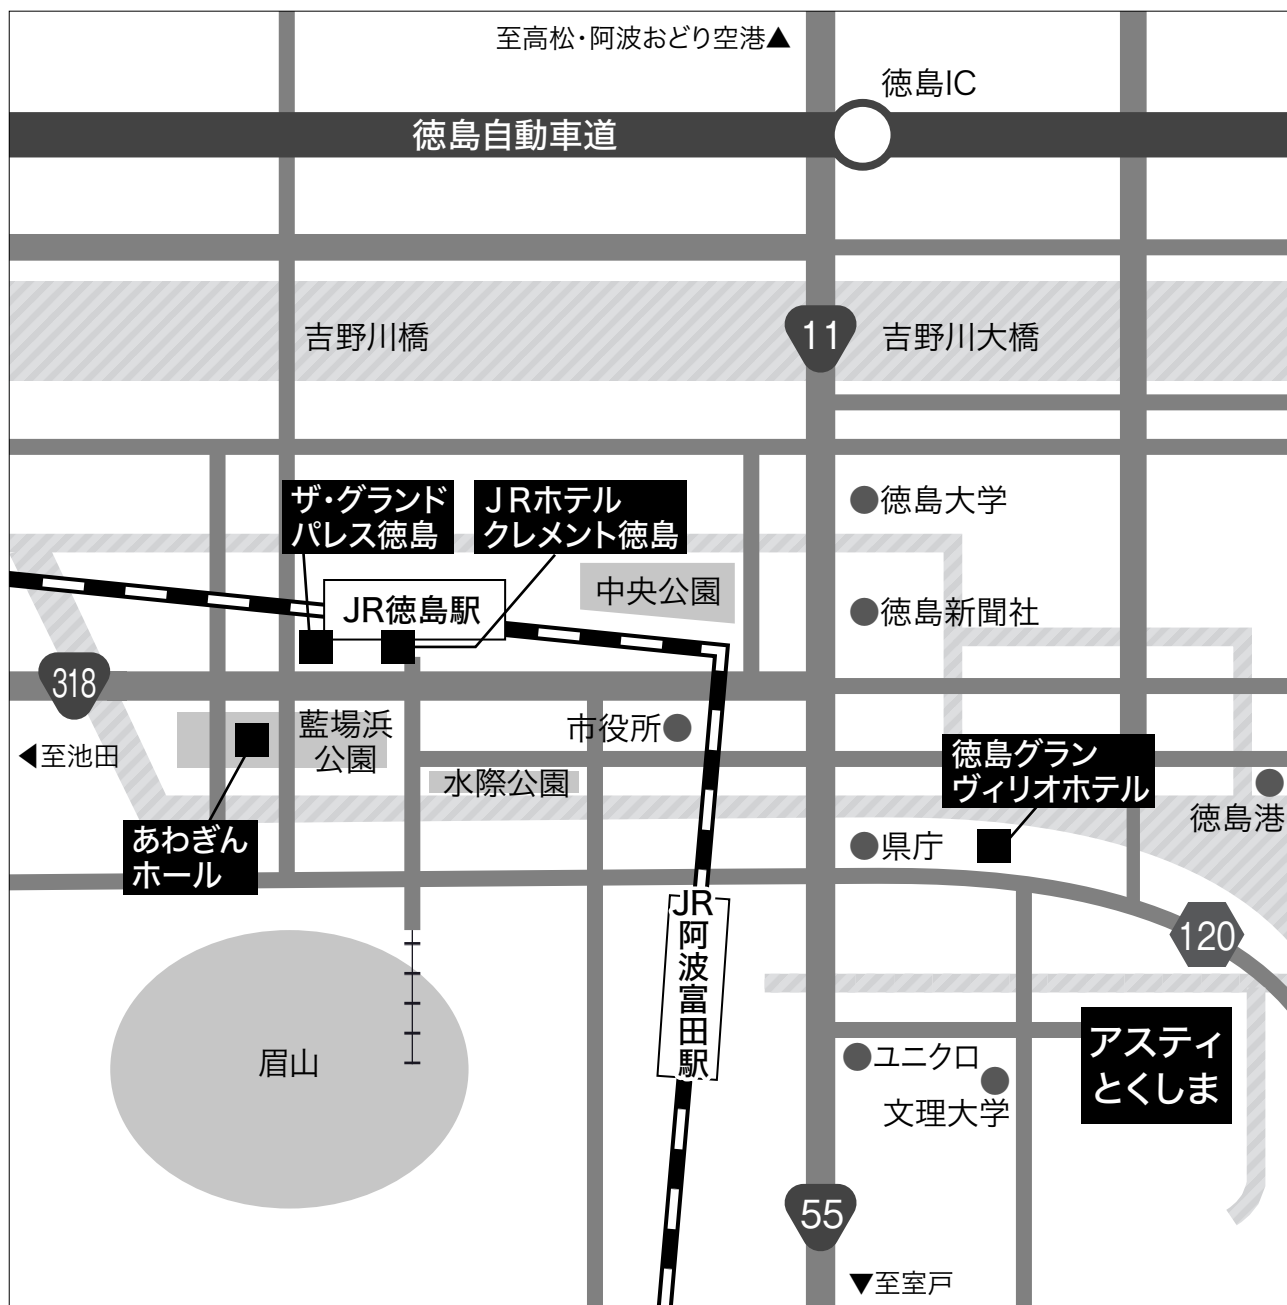 至高松・阿波おどり空港▲
徳島IC
徳島自動車道
吉野川橋
11
吉野川大橋
ザ・グランド
パレス徳島
JRホテル
クレメント徳島
徳島大学
中央公園
JR徳島駅
徳島新聞社
318
藍場浜
公園
市役所
◀至池田
水際公園
徳島グラン
ヴィリオホテル
徳島港
あわぎん
ホール
県庁
JR阿波富田駅
120
眉山
ユニクロ
文理大学
アスティ
とくしま
55
▼至室戸